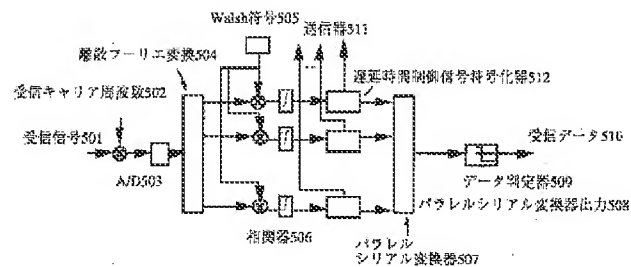 Walsh符号505
送信器511
離散フーリエ変換504
遅延時間制御信号符号化器512
受信キャリア周波数502
受信信号501
受信データ510
A/D503
データ判定器509
パラレルシリアル変換器出力508
相関器506
パラレル
シリアル変換器507